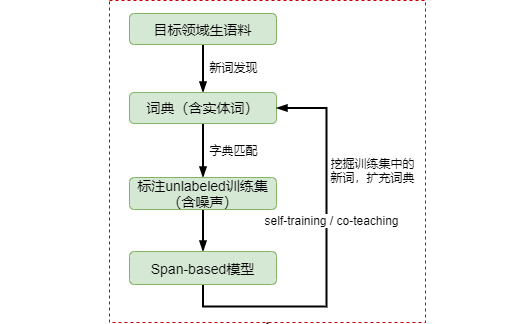 目标领域生语料
新词发现
词典（含实体词）
字典匹配
挖掘训练集中的
新词，扩充词典
标注unlabeled训练集
（含噪声）
self-training / co-teaching
Span-based模型